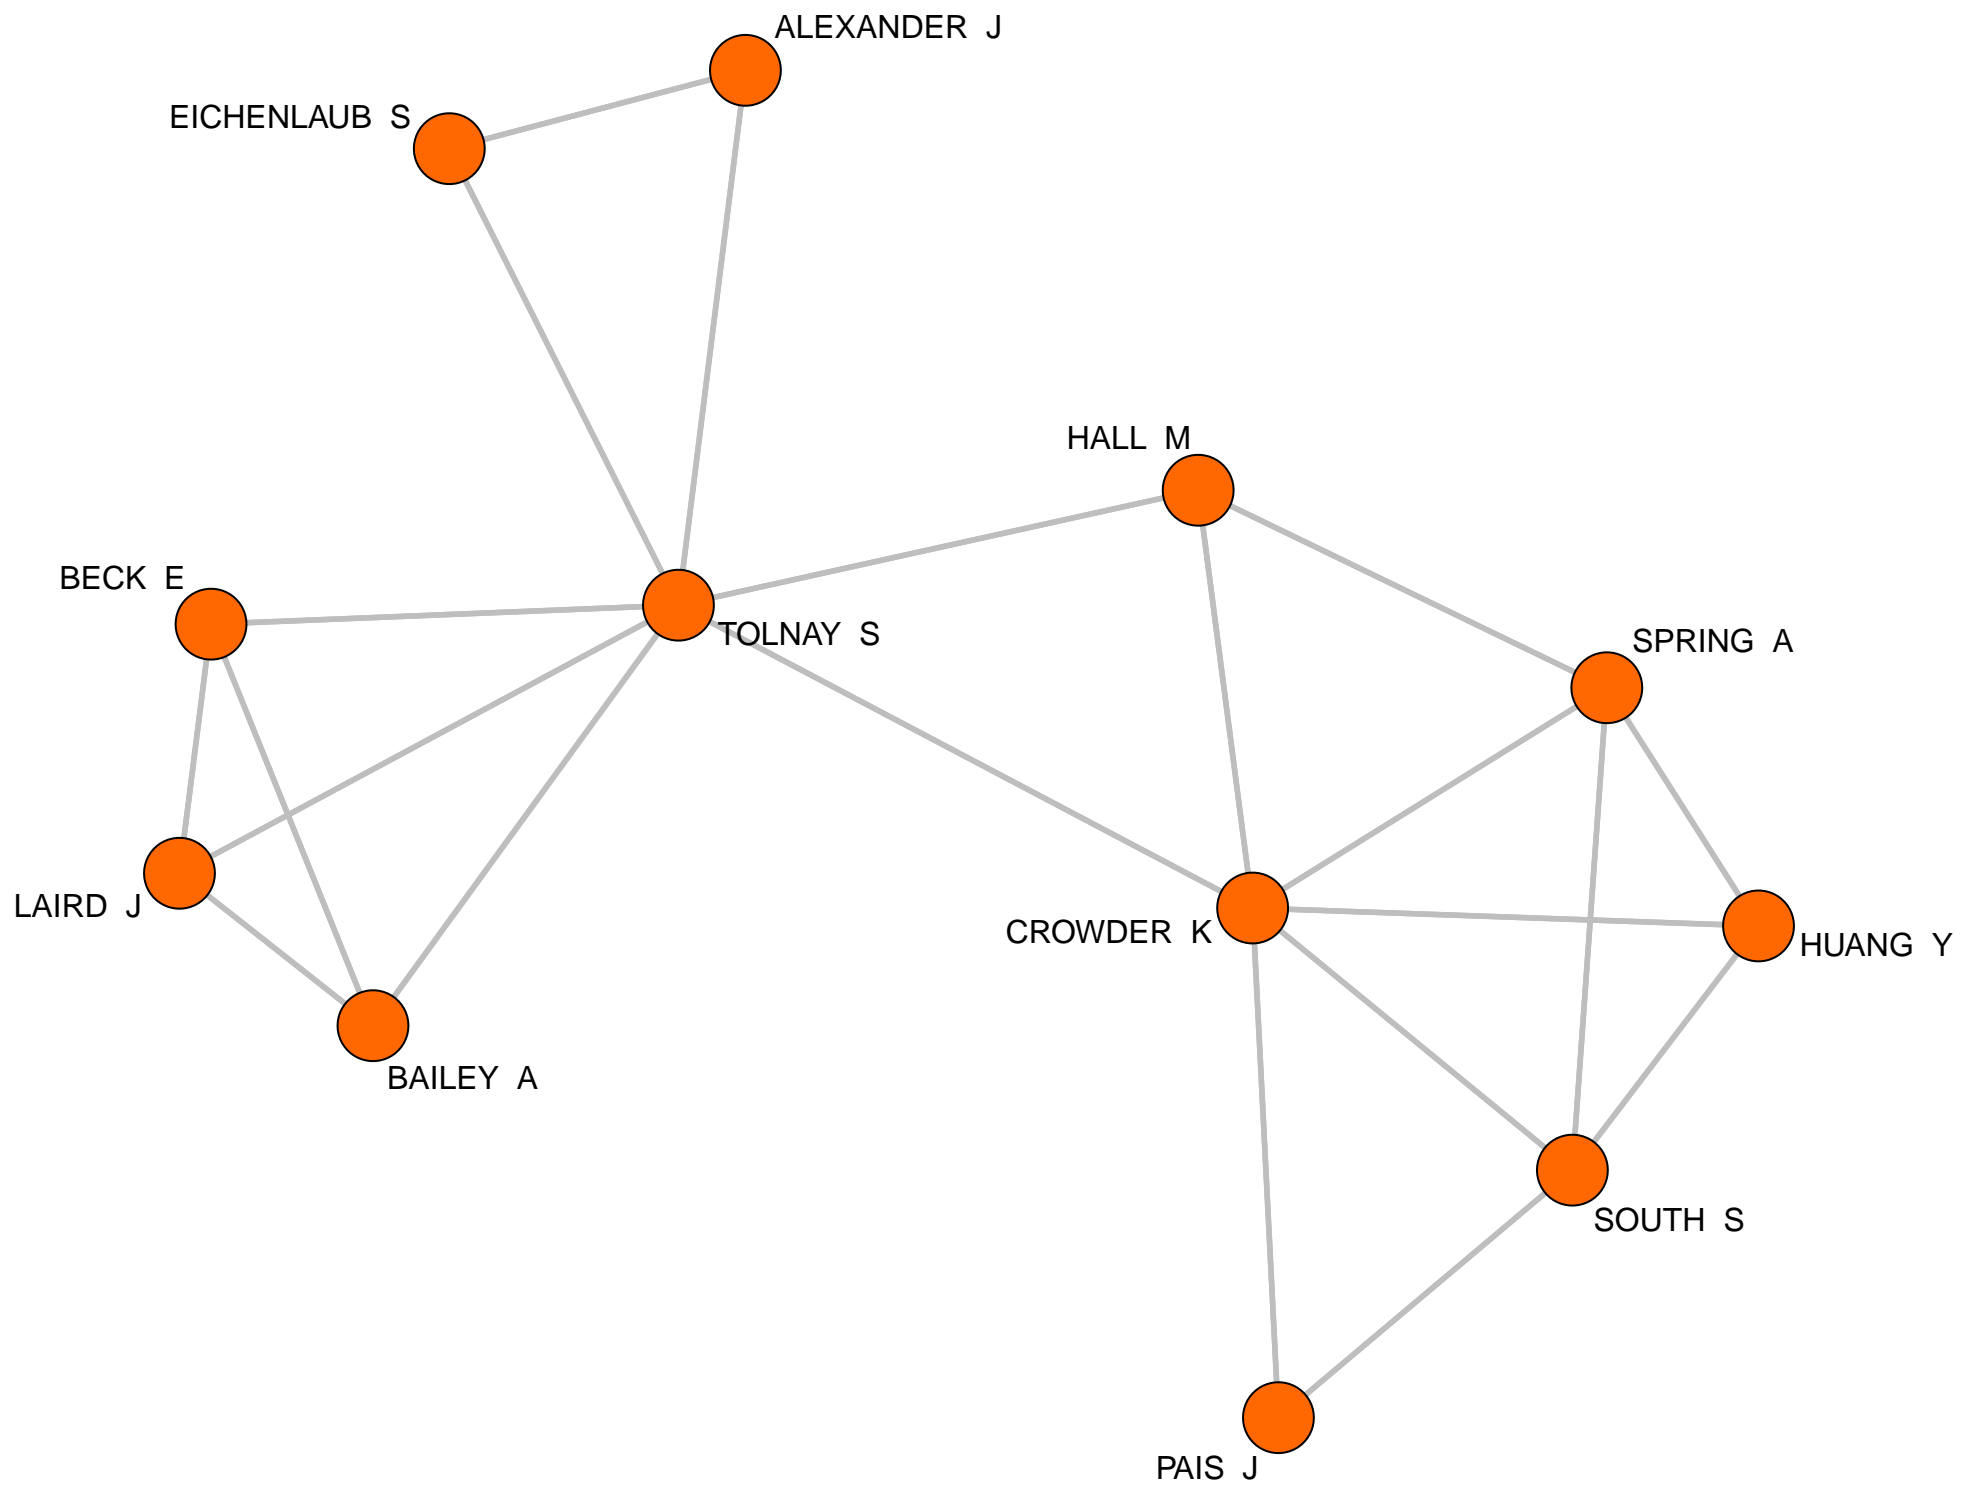 ALEXANDER J
EICHENLAUB S
HALL M
BECK E
TOLNAY S
SPRING A
LAIRD J
CROWDER K
HUANG Y
BAILEY A
SOUTH S
PAIS J